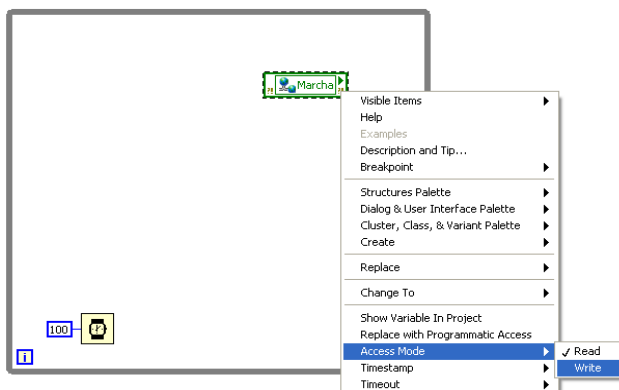 Marcha
Visible Items
Help
Examples
Description and Tip...
Breakpoint
Structures Palette
Dialog & User Interface Palette
Cluster, Class, & Variant Palette
Create
Replace
Change To
Show Variable In Project
Replace with Programmatic Access
Access Mode
✓ Read
Write
Timestamp
Timeout
100
i